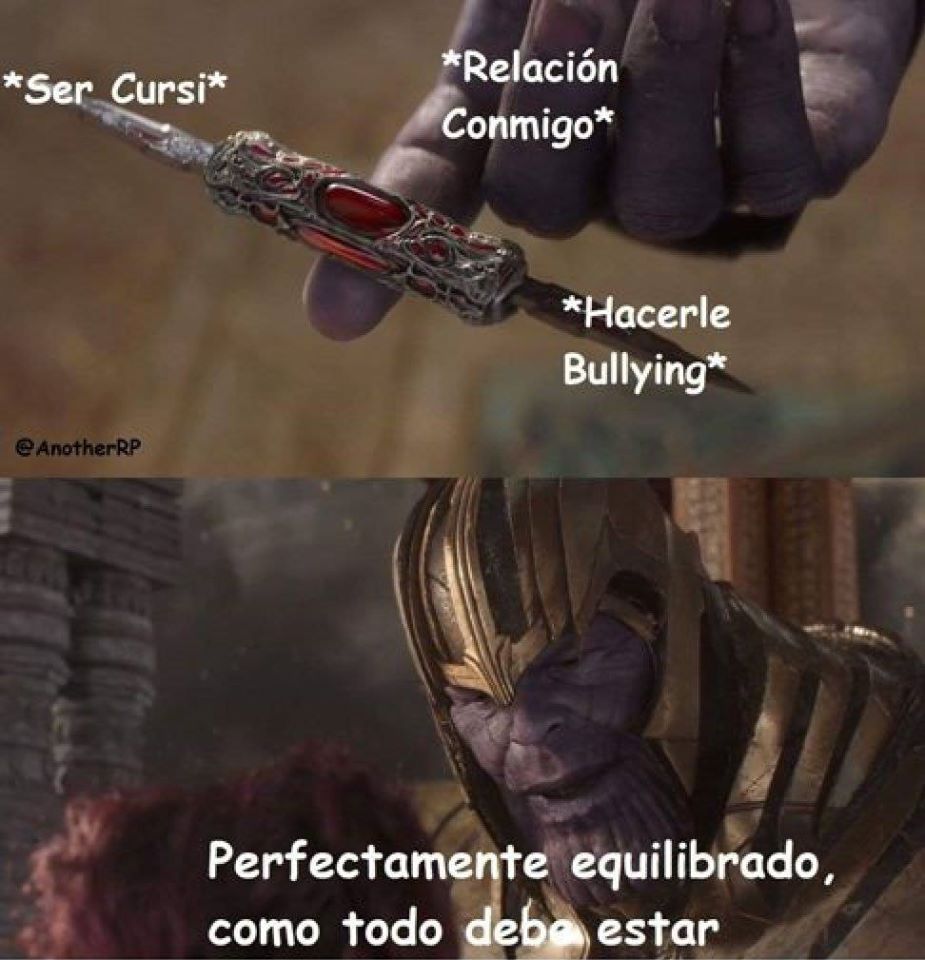 *Ser Cursi*
*Relación
Conmigo*
*Hacerle
Bullying*
@AnotherRP
Perfectamente equilibrado,
como todo debe estar